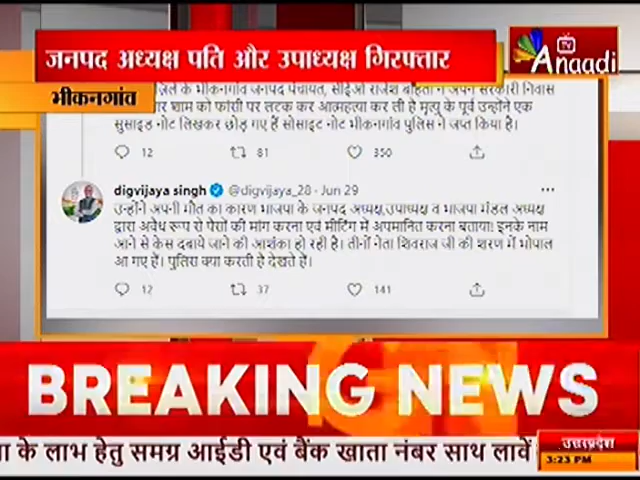 जनपद अध्यक्ष पति और उपाध्यक्ष गिरफ्तार
TV
Anaadi
भीकनगांव
ज़िले के भीकनगांव जनपद पंचायत, सीईओ राजेश बाहेती ने अपने सरकारी निवास
शाम को फांसी पर लटक कर आत्महत्या कर ली है मृत्यु के पूर्व उन्होंने एक
सुसाइड नोट लिखकर छोड़ गए हैं सोसाइट नोट भीकनगांव पुलिस ने जप्त किया है।
12 81 350
digvijaya singh @digvijaya_28 · Jun 29 ...
उन्होंने अपनी मौत का कारण भाजपा के जनपद अध्यक्ष,उपाध्यक्ष व भाजपा मंडल अध्यक्ष
द्वारा अवैध रूप से पैसों की मांग करना एवं मीटिंग में अपमानित करना बताया। इनके नाम
आने से केस दबाये जाने की आशंका हो रही है। तीनों नेता शिवराज जी की शरण में भोपाल
आ गए हैं। पुलिस क्या करती है देखते हैं।
12 37 141
BREAKING NEWS
के लाभ हेतु समग्र आईडी एवं बैंक खाता नंबर साथ लावें
उत्तरप्रदेश
3:23 PM